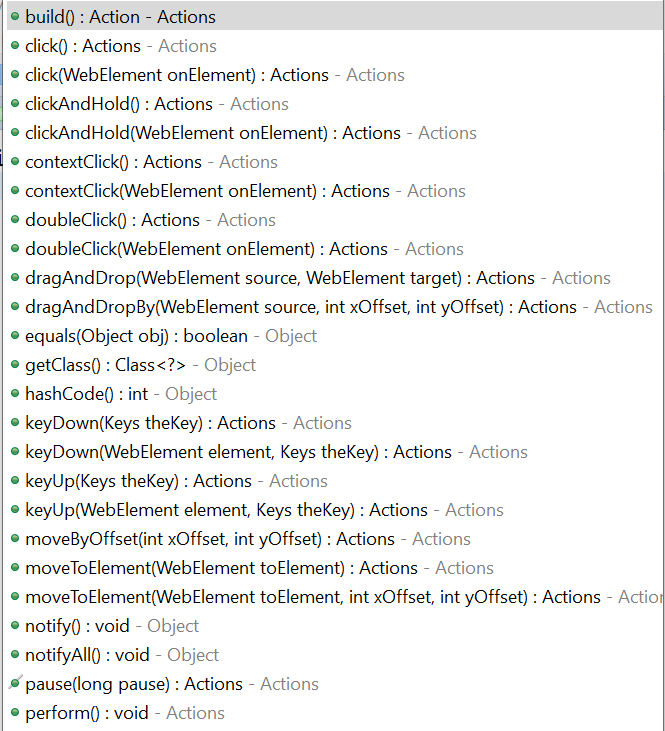 build() : Action - Actions
click() : Actions - Actions
click(WebElement onElement) : Actions - Actions
clickAndHold() : Actions - Actions
clickAndHold(WebElement onElement) : Actions - Actions
contextClick() : Actions - Actions
contextClick(WebElement onElement) : Actions - Actions
doubleClick() : Actions - Actions
doubleClick(WebElement onElement) : Actions - Actions
dragAndDrop(WebElement source, WebElement target) : Actions - Actions
dragAndDropBy(WebElement source, int xOffset, int yOffset) : Actions - Actions
equals(Object obj) : boolean - Object
getClass() : Class<?> - Object
hashCode() : int - Object
keyDown(Keys theKey) : Actions - Actions
keyDown(WebElement element, Keys theKey) : Actions - Actions
keyUp(Keys theKey) : Actions - Actions
keyUp(WebElement element, Keys theKey) : Actions - Actions
moveByOffset(int xOffset, int yOffset) : Actions - Actions
moveToElement(WebElement toElement) : Actions - Actions
moveToElement(WebElement toElement, int xOffset, int yOffset) : Actions - Action
notify() : void - Object
notifyAll() : void - Object
pause(long pause) : Actions - Actions
perform() : void - Actions